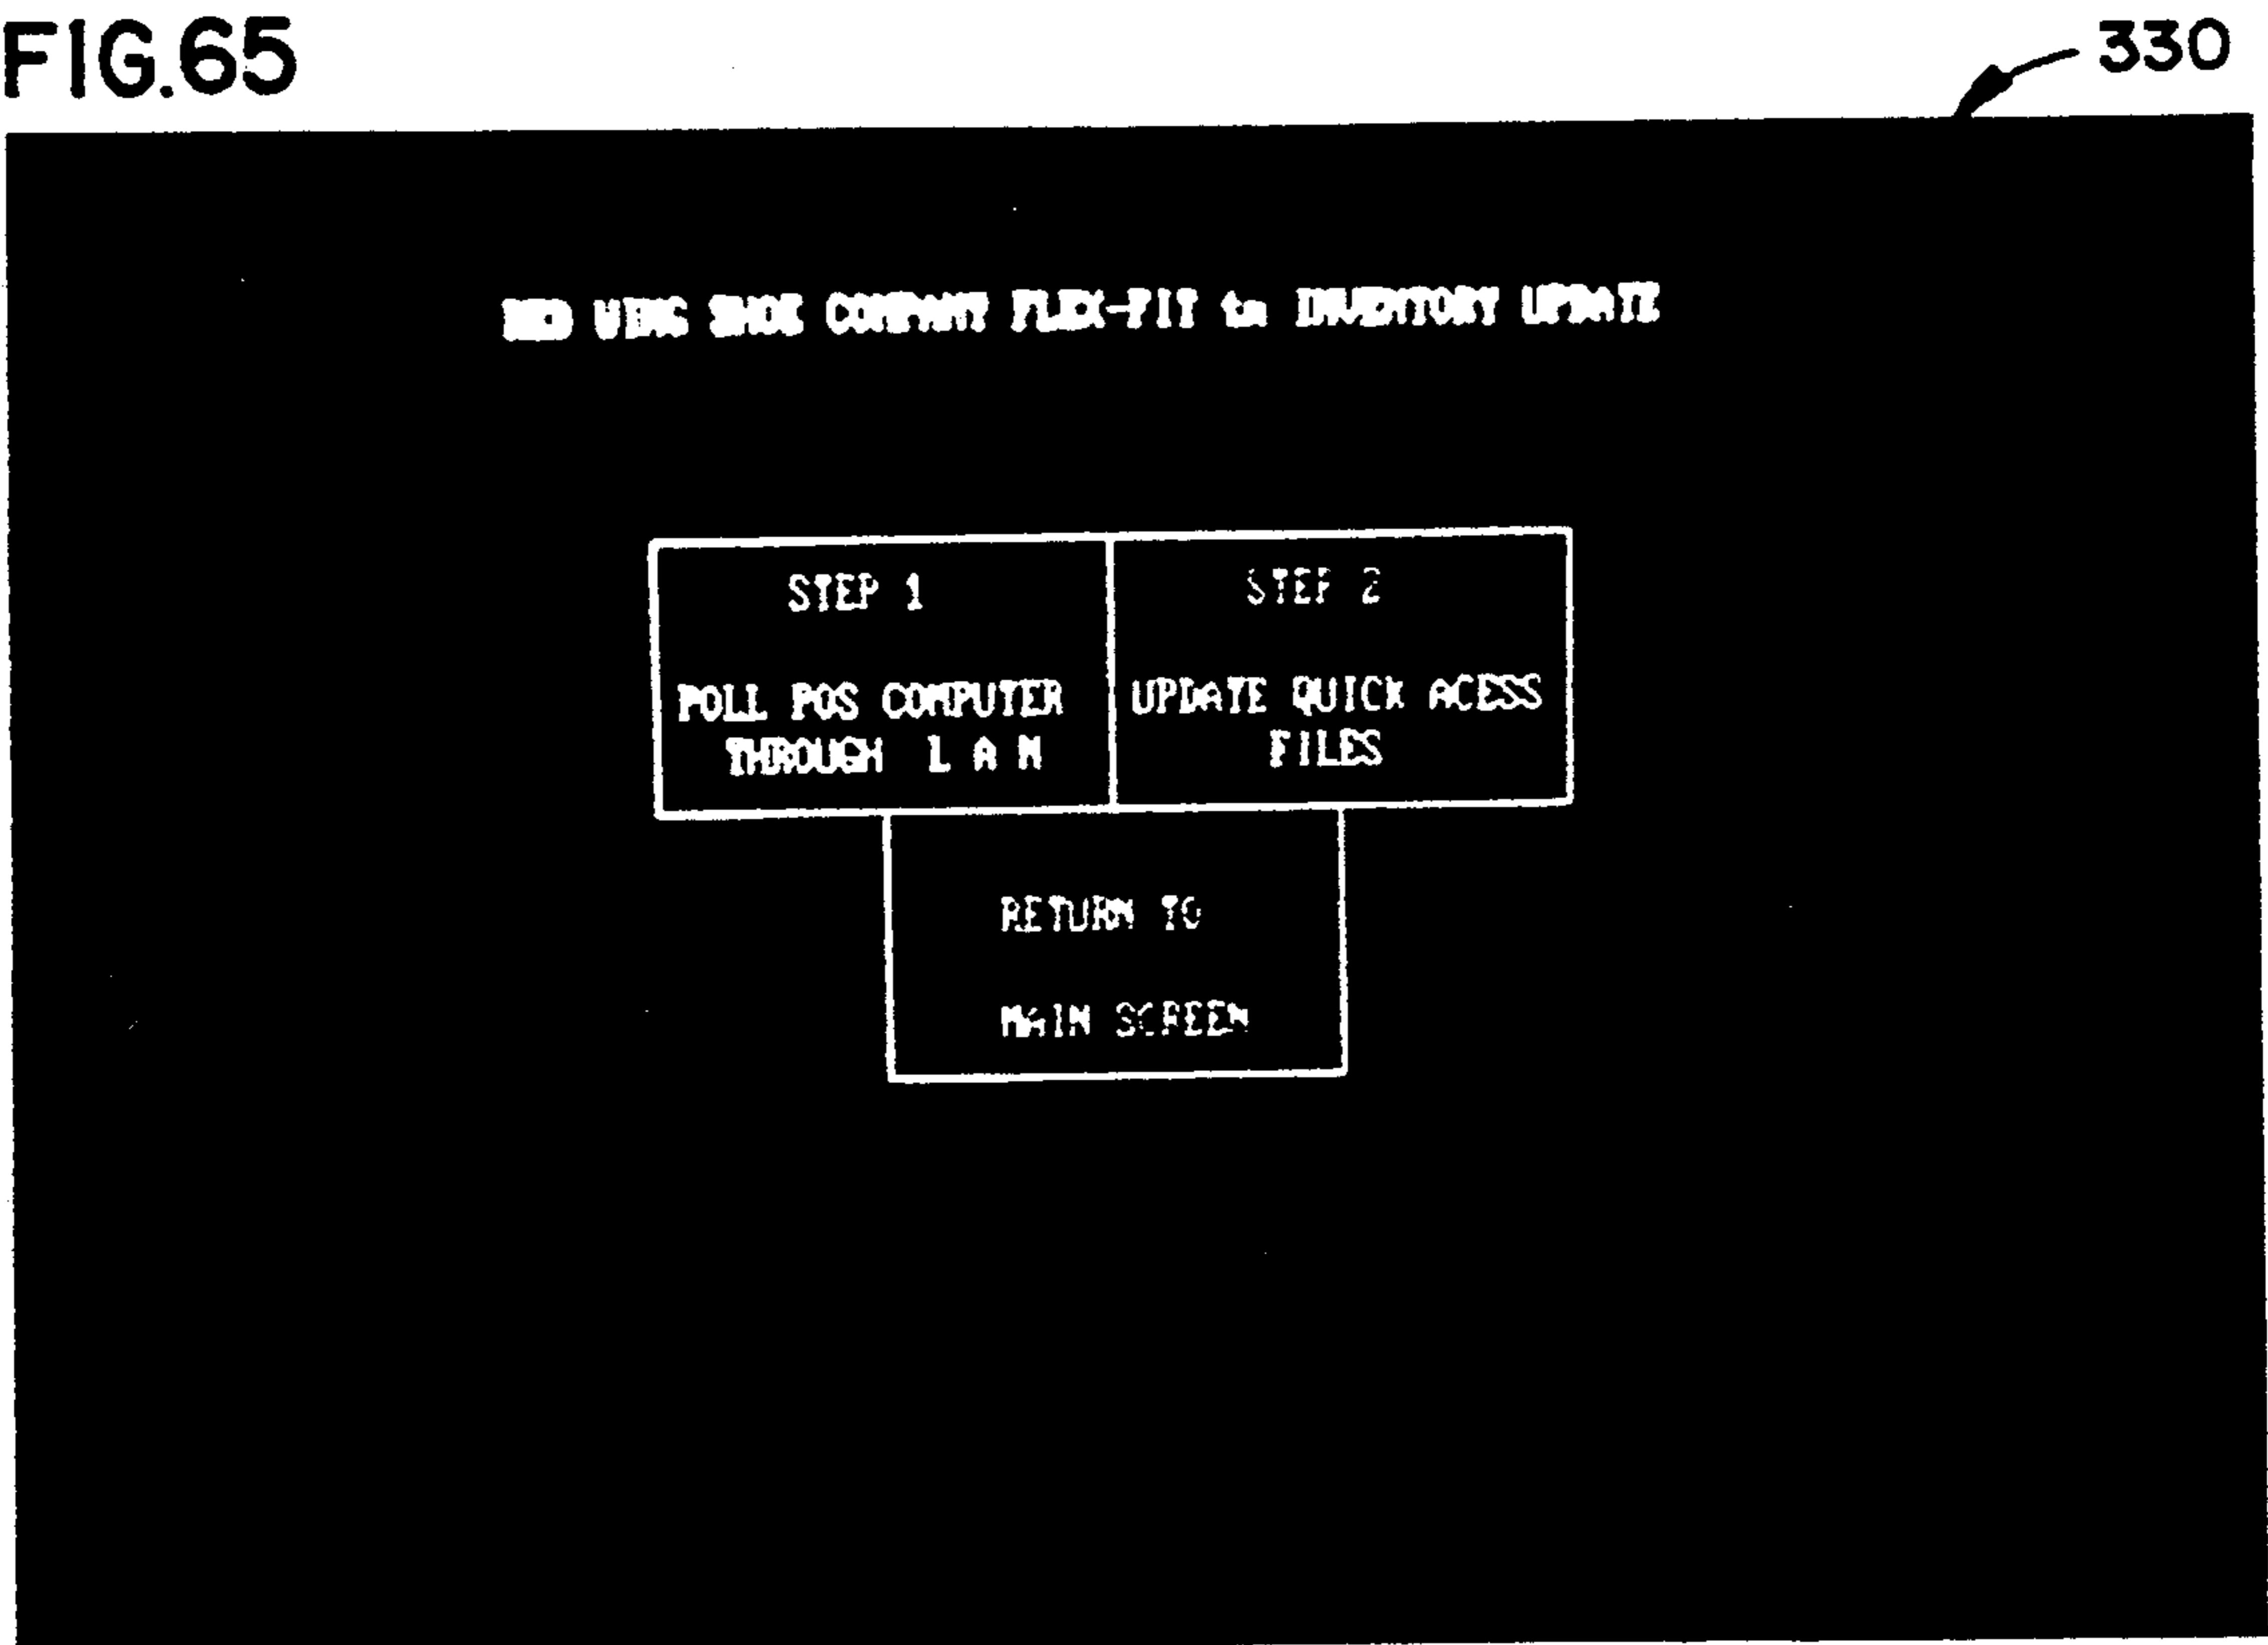 FIG.65
330
RED WING SHOE COMPANY FLEX-FIT tm INVENTORY UPDATE
STEP 1
POLL POS COMPUTER
THROUGH L A N
STEP 2
UPDATE QUICK ACESS
FILES
RETURN TO
MAIN SCREEN